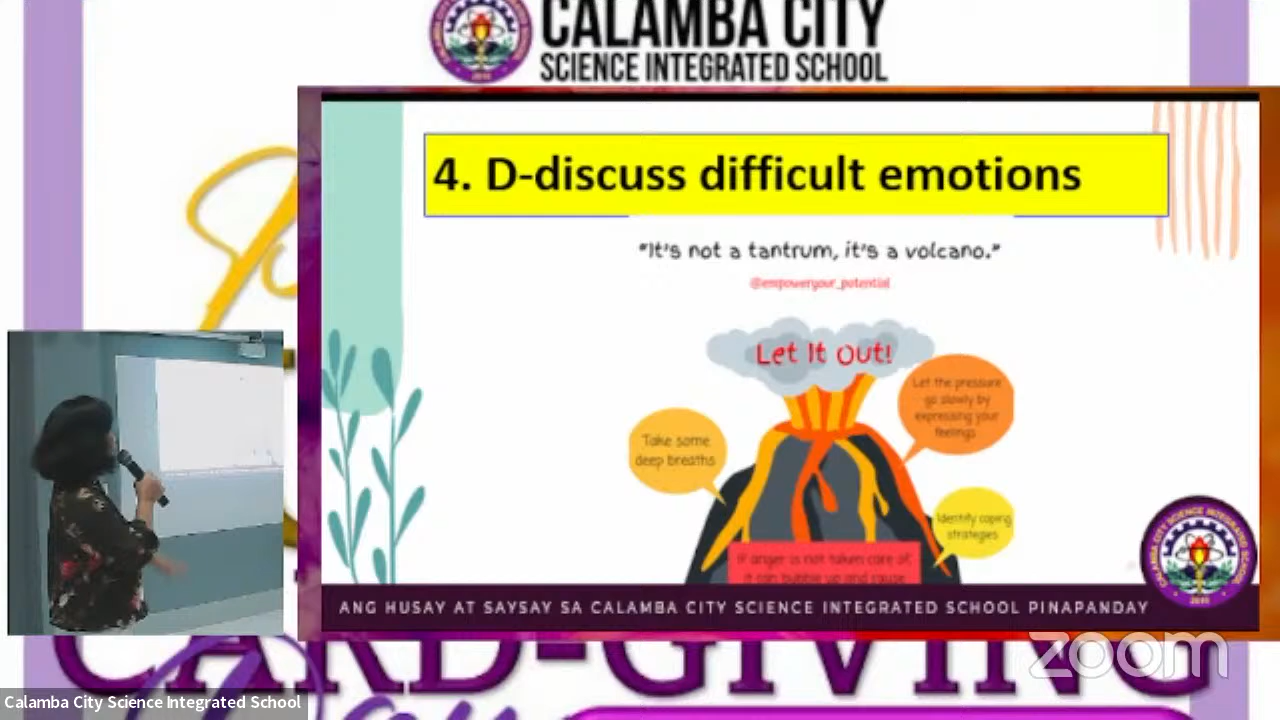 CALAMBA CITY
SCIENCE INTEGRATED SCHOOL
4. D-discuss difficult emotions
"It's not a tantrum, it's a volcano."
@empoweryour_potential
Let It Out!
Let the pressure
go slowly by
expressing your
feelings
Take some
deep breaths
Identify coping
strategies
If anger is not taken care of,
it can bubble up and cause
ANG HUSAY AT SAYSAY SA CALAMBA CITY SCIENCE INTEGRATED SCHOOL PINAPANDAY
CARD-GIVING
zoom
Calamba City Science Integrated School